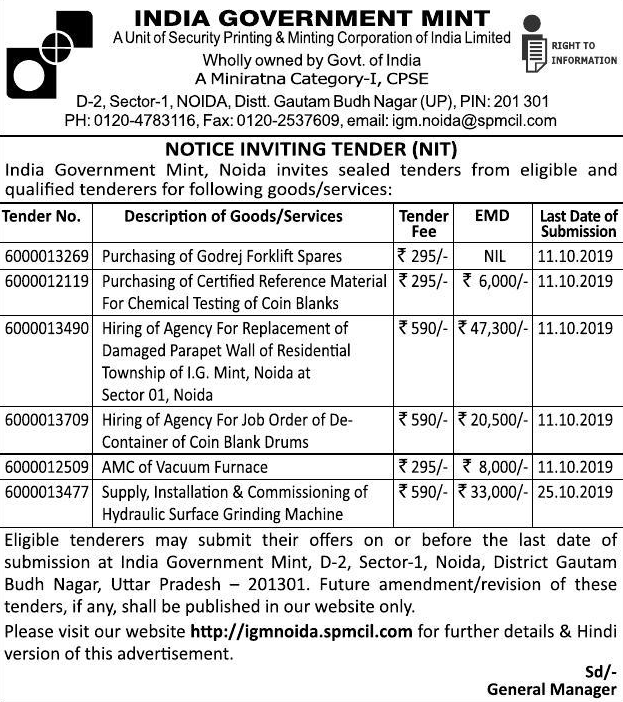 INDIA GOVERNMENT MINT
A Unit of Security Printing & Minting Corporation of India Limited
Wholly owned by Govt. of India
A Miniratna Category-I, CPSE
RIGHT TO
INFORMATION
D-2, Sector-1, NOIDA, Distt. Gautam Budh Nagar (UP), PIN: 201 301
PH: 0120-4783116, Fax: 0120-2537609, email: igm.noida@spmcil.com
NOTICE INVITING TENDER (NIT)
India Government Mint, Noida invites sealed tenders from eligible and
qualified tenderers for following goods/services:
Tender No. Description of Goods/Services Tender Fee EMD Last Date of Submission
6000013269 Purchasing of Godrej Forklift Spares ₹ 295/- NIL 11.10.2019
6000012119 Purchasing of Certified Reference Material ₹ 295/- ₹ 6,000/- 11.10.2019
For Chemical Testing of Coin Blanks
6000013490 Hiring of Agency For Replacement of ₹ 590/- ₹ 47,300/- 11.10.2019
Damaged Parapet Wall of Residential
Township of I.G. Mint, Noida at
Sector 01, Noida
6000013709 Hiring of Agency For Job Order of De- ₹ 590/- ₹ 20,500/- 11.10.2019
Container of Coin Blank Drums
6000012509 AMC of Vacuum Furnace ₹ 295/- ₹ 8,000/- 11.10.2019
6000013477 Supply, Installation & Commissioning of ₹ 590/- ₹ 33,000/- 25.10.2019
Hydraulic Surface Grinding Machine
Eligible tenderers may submit their offers on or before the last date of
submission at India Government Mint, D-2, Sector-1, Noida, District Gautam
Budh Nagar, Uttar Pradesh – 201301. Future amendment/revision of these
tenders, if any, shall be published in our website only.
Please visit our website http://igmnoida.spmcil.com for further details & Hindi
version of this advertisement.
Sd/-
General Manager